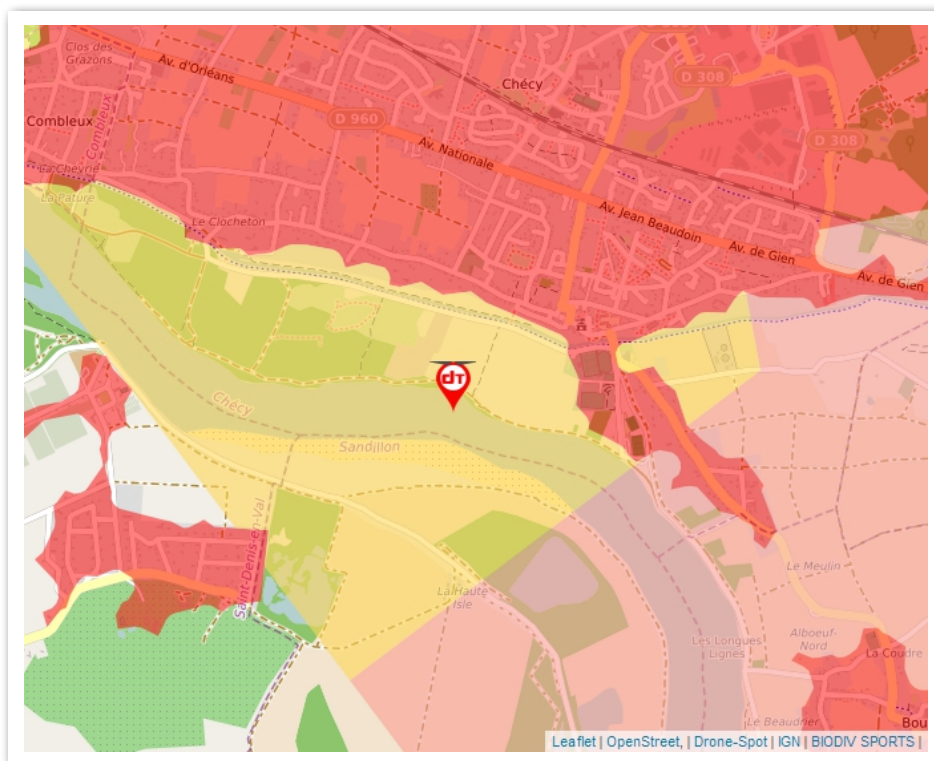 Clos des
Grazons
Av. d'Orléans
Chécy
D 308
Combleux
Combleux
D 960
Av. Nationale
D 308
La Chevrie
La Pature
Le Clocheton
Av. Jean Beaudoin
Av. de Gien
Av. de Gien
dT
Chécy
Sandillon
Saint-Denis-en-Val
La Haute
Isle
Le Meulin
Alboeuf-
Nord
Les Longues
Lignes
La Coudre
Le Beaudrier
Bou
Leaflet | OpenStreet, | Drone-Spot | IGN | BIODIV SPORTS |